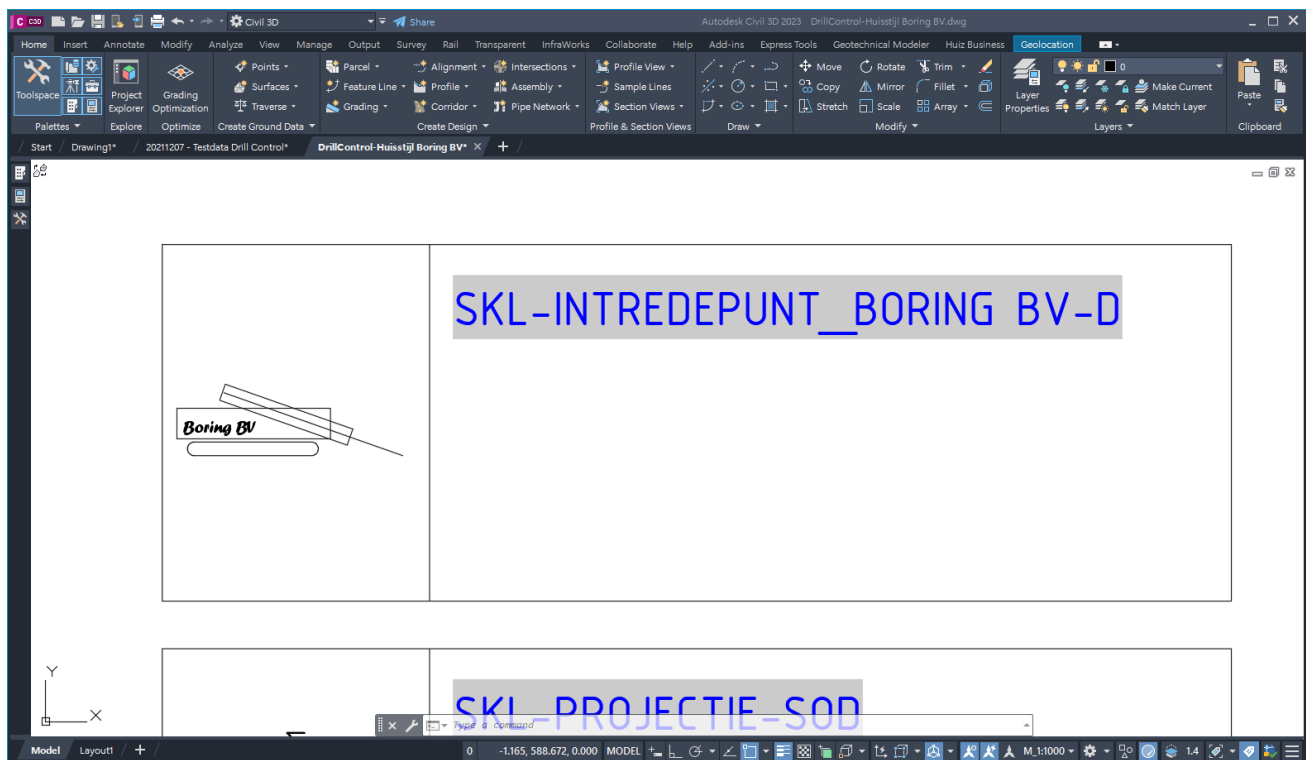 C C3D Civil 3D Share Autodesk Civil 3D 2023 DrillControl-Huisstijl Boring BV.dwg
Home Insert Annotate Modify Analyze View Manage Output Survey Rail Transparent InfraWorks Collaborate Help Add-ins Express Tools Geotechnical Modeler Huiz Business Geolocation
Points Parcel Alignment Intersections Profile View Move Rotate Trim 0
Toolspace Project Explorer Grading Optimization Surfaces Feature Line Profile Assembly Sample Lines Copy Mirror Fillet Layer Properties Make Current Paste
Traverse Grading Corridor Pipe Network Section Views Stretch Scale Array Match Layer
Palettes Explore Optimize Create Ground Data Create Design Profile & Section Views Draw Modify Layers Clipboard
Start Drawing1* 20211207 - Testdata Drill Control* DrillControl-Huisstijl Boring BV* +
SKL-INTREDEPUNT_BORING BV-D
Boring BV
SKL-PROJECTIE-SOD
Y
X
Type a command
Model Layout1 + 0 -1.165, 588.672, 0.000 MODEL M_1:1000 1.4